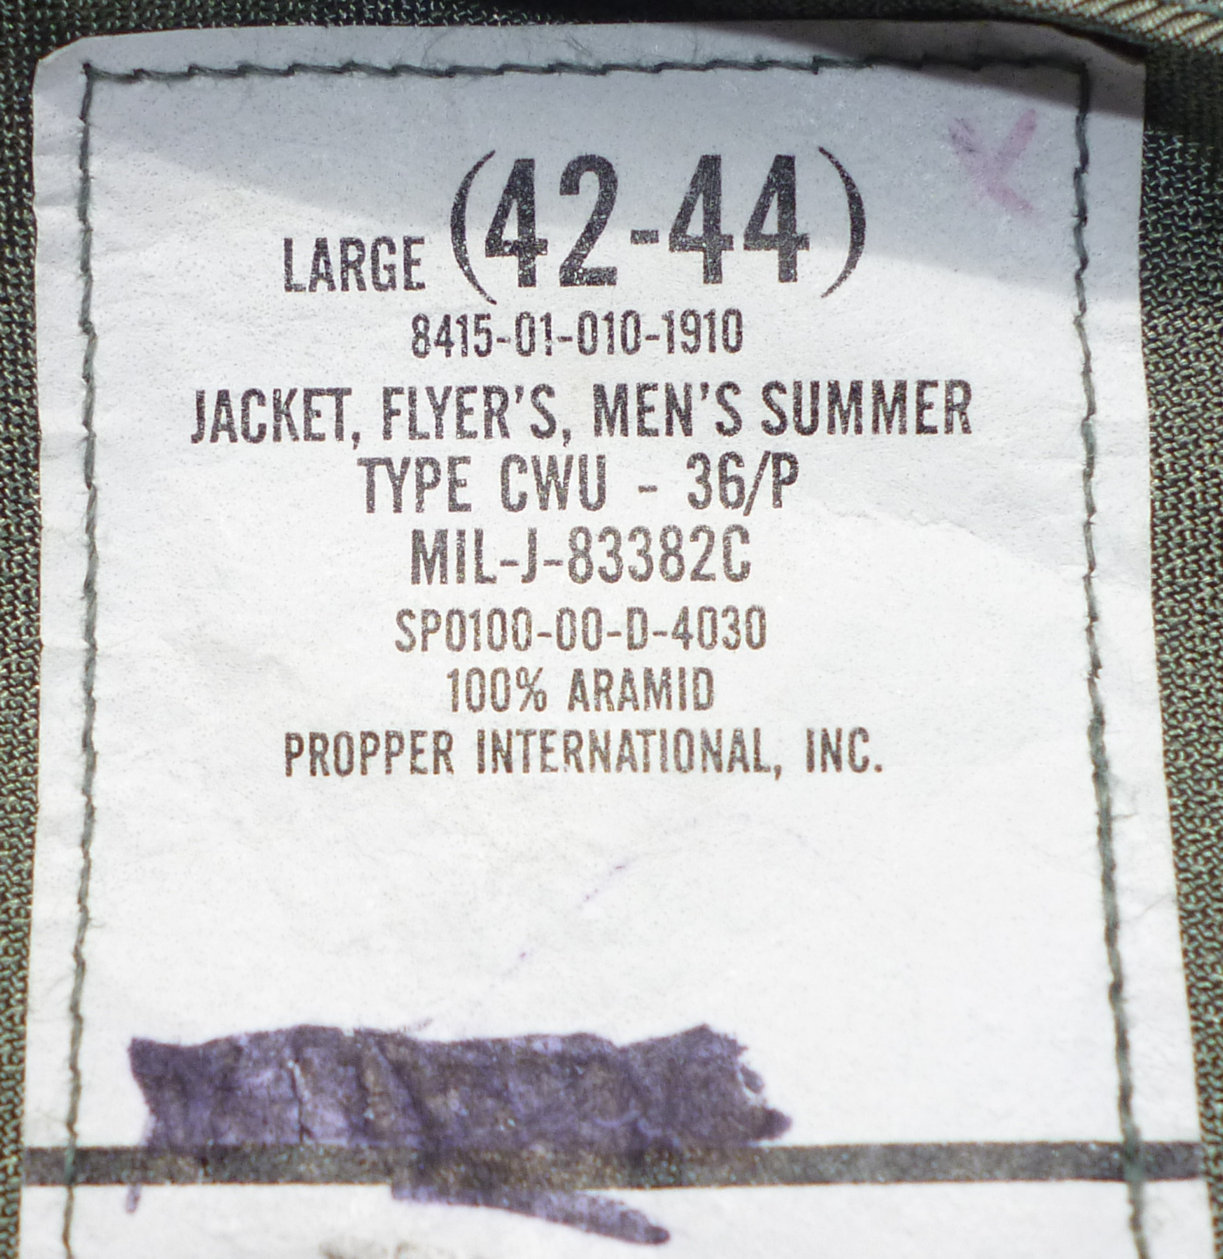 LARGE (42-44)
8415-01-010-1910
JACKET, FLYER'S, MEN'S SUMMER
TYPE CWU - 36/P
MIL-J-83382C
SP0100-00-D-4030
100% ARAMID
PROPPER INTERNATIONAL, INC.